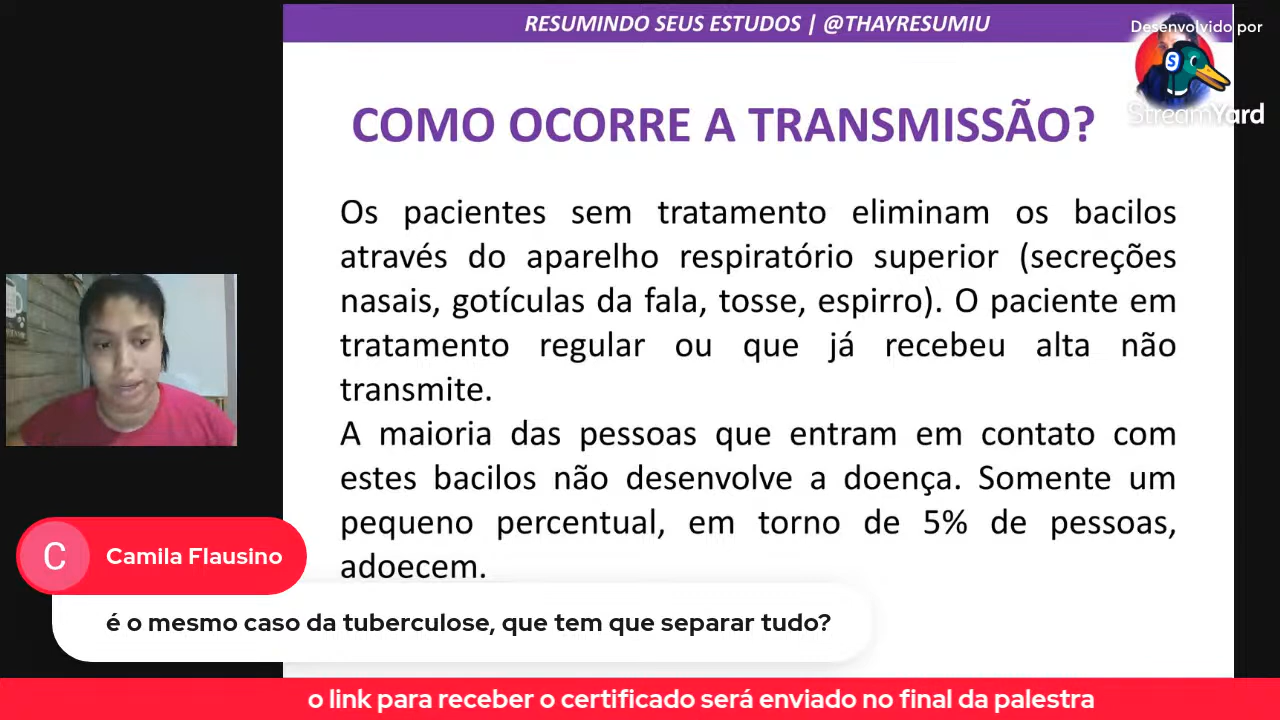 RESUMINDO SEUS ESTUDOS | @THAYRESUMIU
Desenvolvido por
S
StreamYard
COMO OCORRE A TRANSMISSÃO?
Os pacientes sem tratamento eliminam os bacilos
através do aparelho respiratório superior (secreções
nasais, gotículas da fala, tosse, espirro). O paciente em
tratamento regular ou que já recebeu alta não
transmite.
A maioria das pessoas que entram em contato com
estes bacilos não desenvolve a doença. Somente um
pequeno percentual, em torno de 5% de pessoas,
adoecem.
C
Camila Flausino
é o mesmo caso da tuberculose, que tem que separar tudo?
o link para receber o certificado será enviado no final da palestra